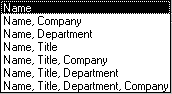 Name
Name, Company
Name, Department
Name, Title
Name, Title, Company
Name, Title, Department
Name, Title, Department, Company